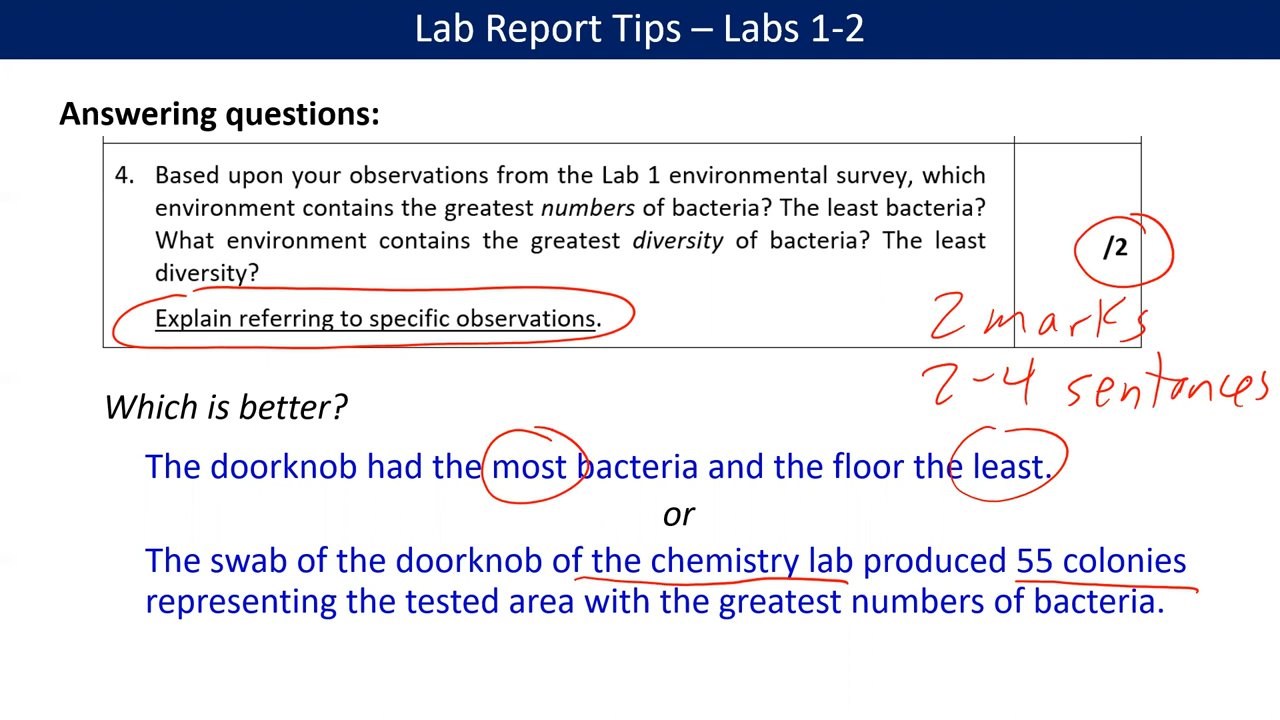 Lab Report Tips – Labs 1-2
Answering questions:
4. Based upon your observations from the Lab 1 environmental survey, which
environment contains the greatest numbers of bacteria? The least bacteria?
What environment contains the greatest diversity of bacteria? The least
diversity?
/2
Explain referring to specific observations.
2 marks
2-4 sentences
Which is better?
The doorknob had the most bacteria and the floor the least.
or
The swab of the doorknob of the chemistry lab produced 55 colonies
representing the tested area with the greatest numbers of bacteria.